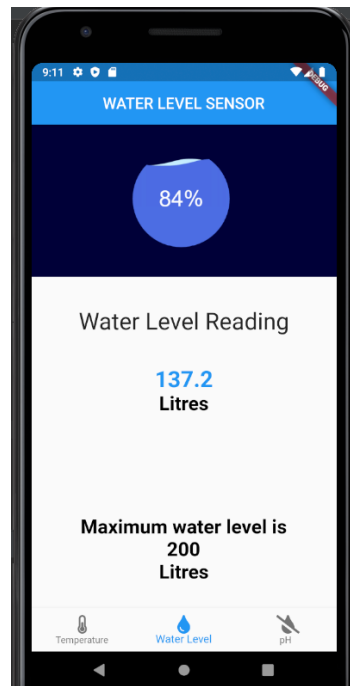 9:11
DEBUG
WATER LEVEL SENSOR
84%
Water Level Reading
137.2
Litres
Maximum water level is
200
Litres
Temperature
Water Level
pH